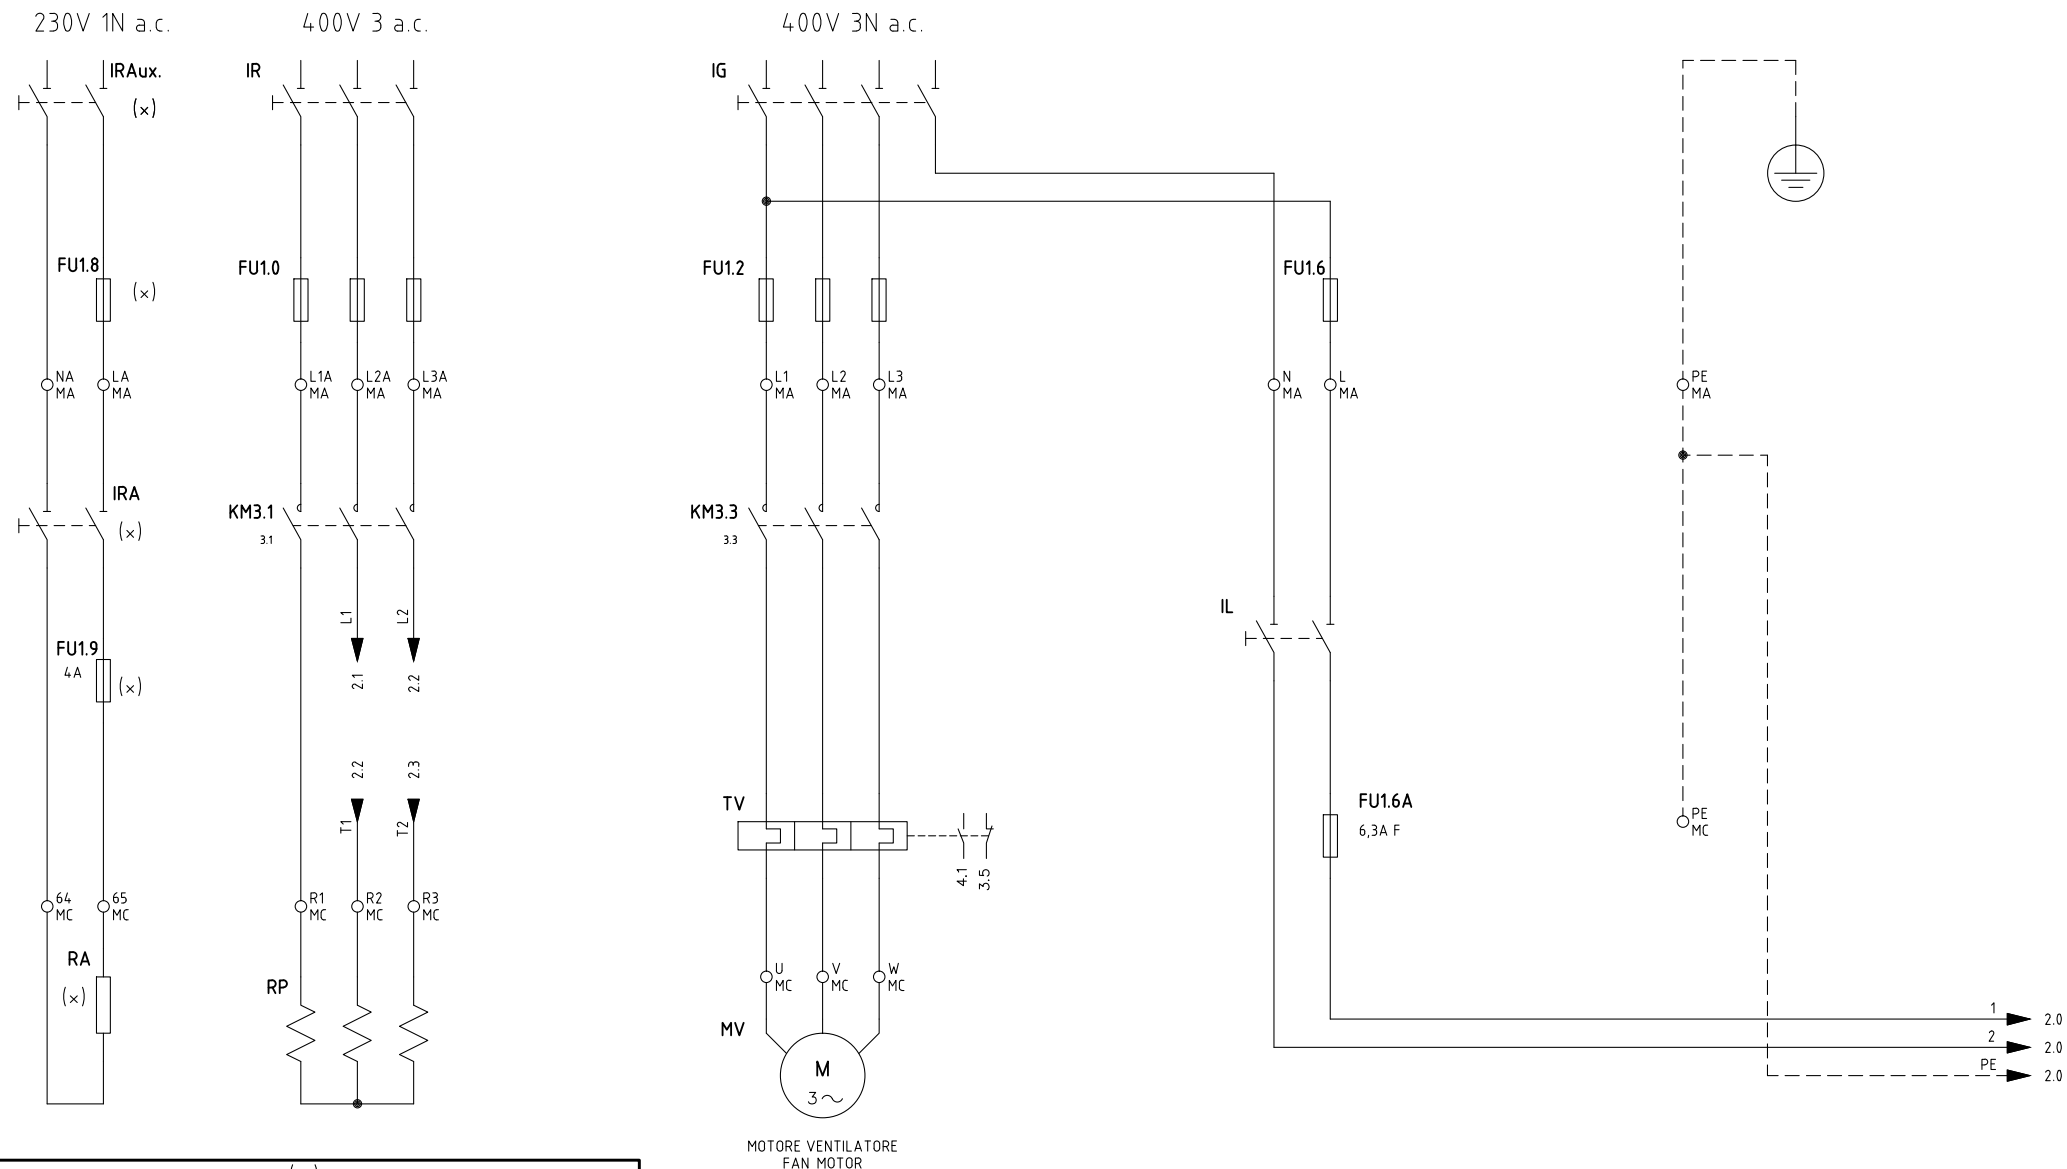 230V 1N a.c.
400V 3 a.c.
400V 3N a.c.
IRAux.
(x)
IR
IG
FU1.8
(x)
FU1.0
FU1.2
FU1.6
NA
MA
LA
MA
L1A
MA
L2A
MA
L3A
MA
L1
MA
L2
MA
L3
MA
N
MA
L
MA
PE
MA
IRA
(x)
KM3.1
3.1
KM3.3
3.3
L1
L2
2.1
2.2
IL
FU1.9
4A
(x)
2.2
2.3
T1
T2
TV
4.1
3.5
FU1.6A
6,3A F
PE
MC
64
MC
65
MC
R1
MC
R2
MC
R3
MC
RA
(x)
RP
U
MC
V
MC
W
MC
MV
M
3~
1
2.0
2
2.0
PE
2.0
MOTORE VENTILATORE
FAN MOTOR